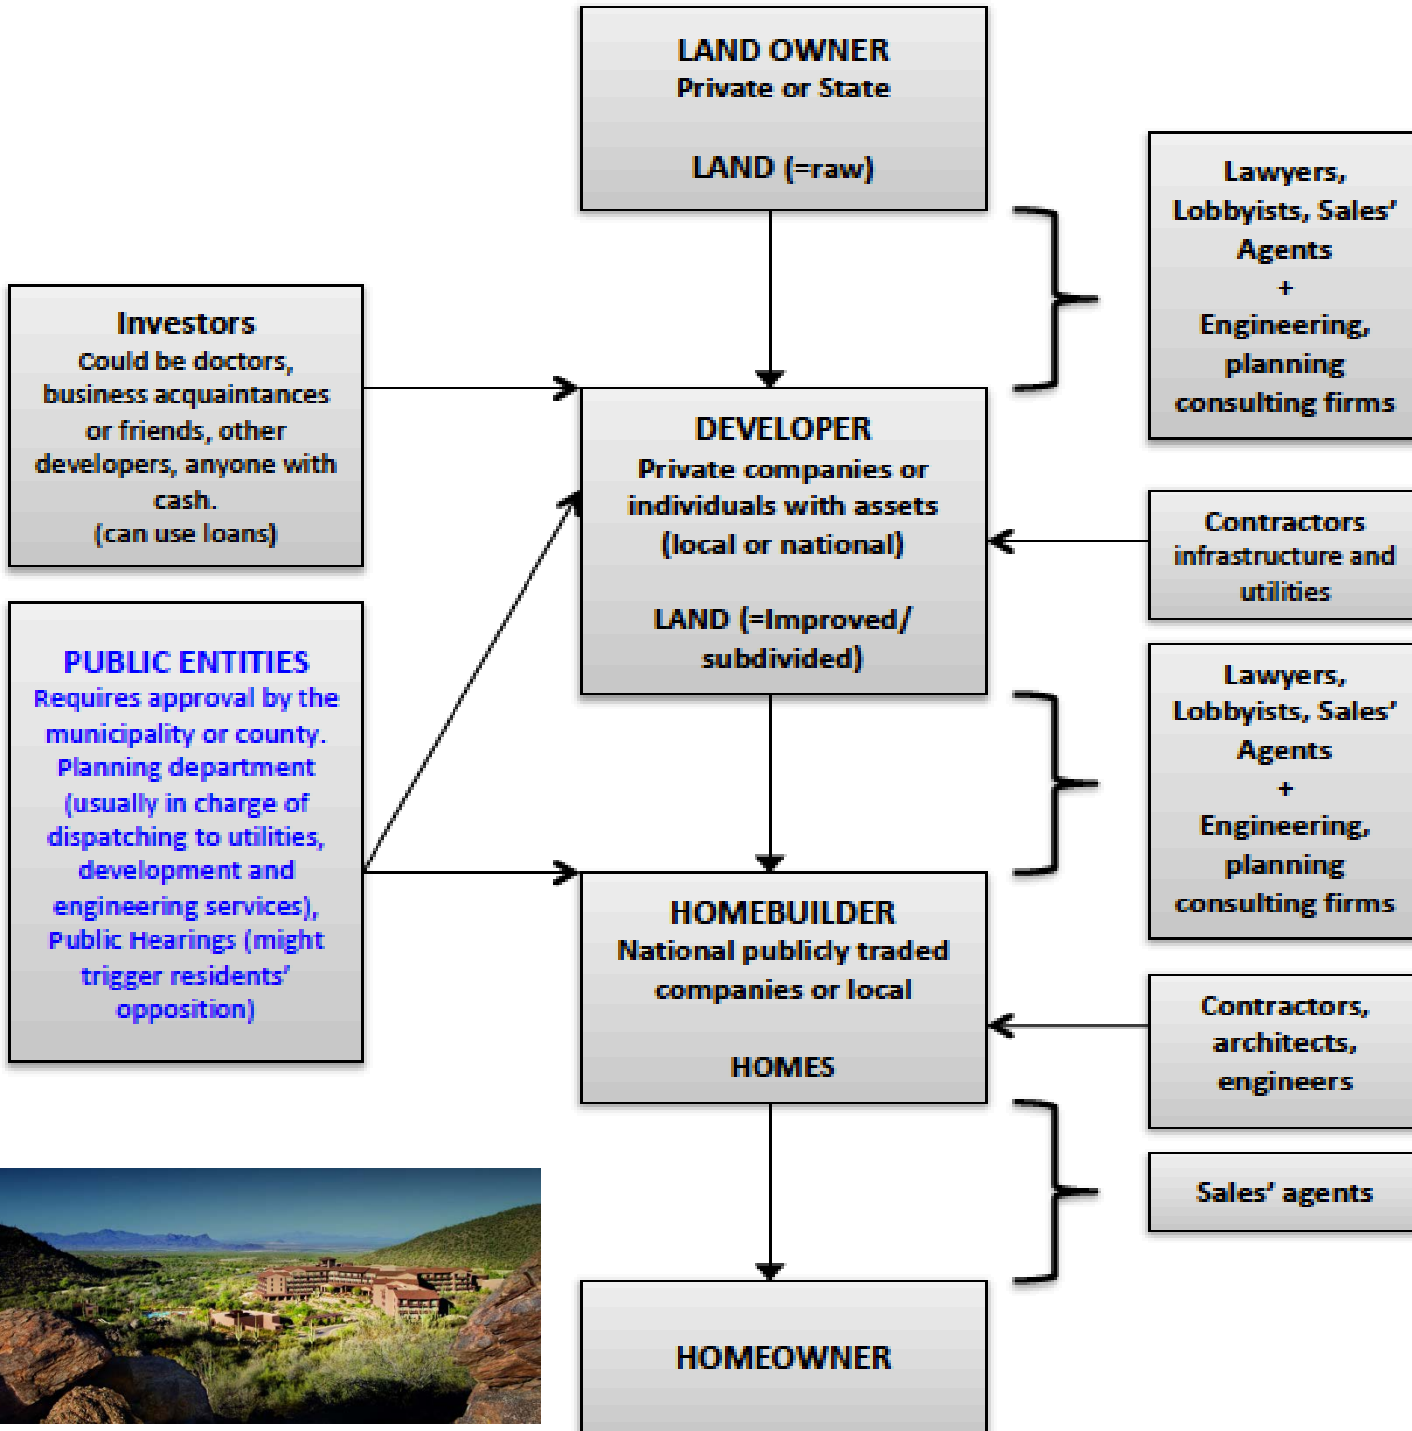 LAND OWNER
Private or State
LAND (=raw)
Lawyers,
Lobbyists, Sales'
Agents
+
Engineering,
planning
consulting firms
Investors
Could be doctors,
business acquaintances
or friends, other
developers, anyone with
cash.
(can use loans)
DEVELOPER
Private companies or
individuals with assets
(local or national)
LAND (=Improved/
subdivided)
Contractors
infrastructure and
utilities
PUBLIC ENTITIES
Requires approval by the
municipality or county.
Planning department
(usually in charge of
dispatching to utilities,
development and
engineering services),
Public Hearings (might
trigger residents'
opposition)
Lawyers,
Lobbyists, Sales'
Agents
+
Engineering,
planning
consulting firms
HOMEBUILDER
National publicly traded
companies or local
HOMES
Contractors,
architects,
engineers
Sales' agents
HOMEOWNER